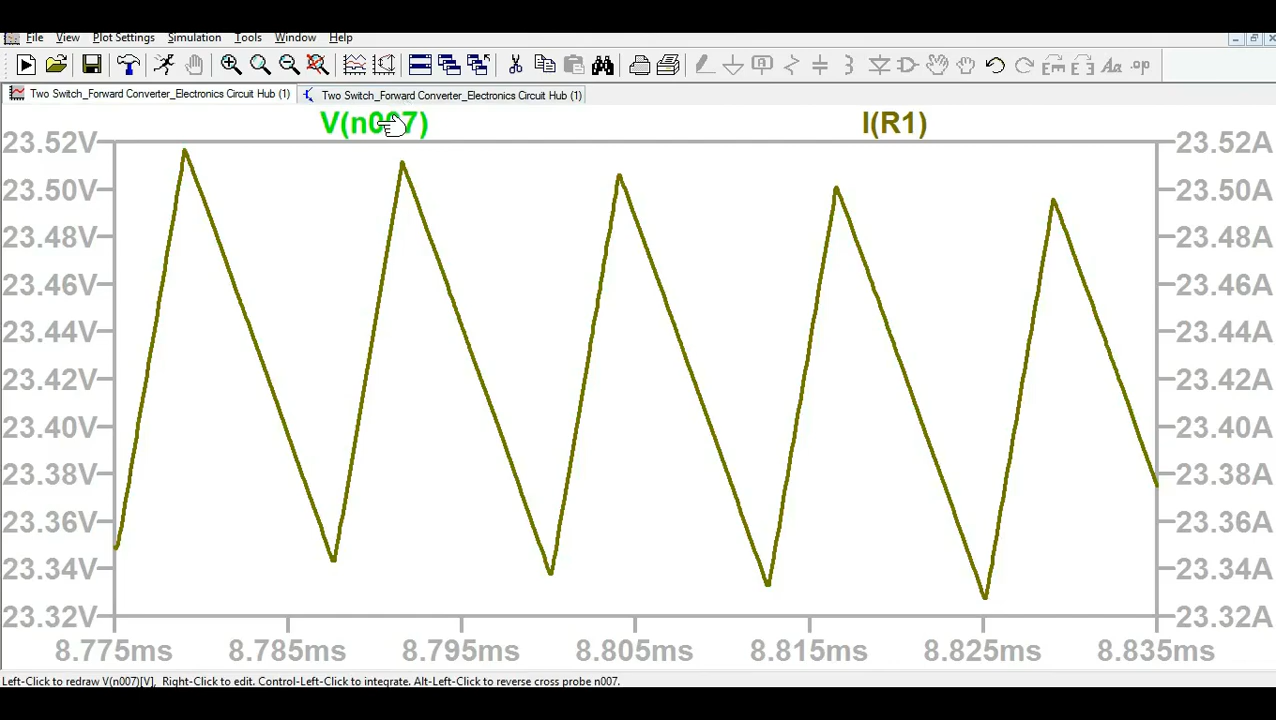 File View Plot Settings Simulation Tools Window Help
Two Switch_Forward Converter_Electronics Circuit Hub (1) Two Switch_Forward Converter_Electronics Circuit Hub (1)
V(n007) I(R1)
23.52V 23.52A
23.50V 23.50A
23.48V 23.48A
23.46V 23.46A
23.44V 23.44A
23.42V 23.42A
23.40V 23.40A
23.38V 23.38A
23.36V 23.36A
23.34V 23.34A
23.32V 23.32A
8.775ms 8.785ms 8.795ms 8.805ms 8.815ms 8.825ms 8.835ms
Left-Click to redraw V(n007)[V], Right-Click to edit. Control-Left-Click to integrate. Alt-Left-Click to reverse cross probe n007.